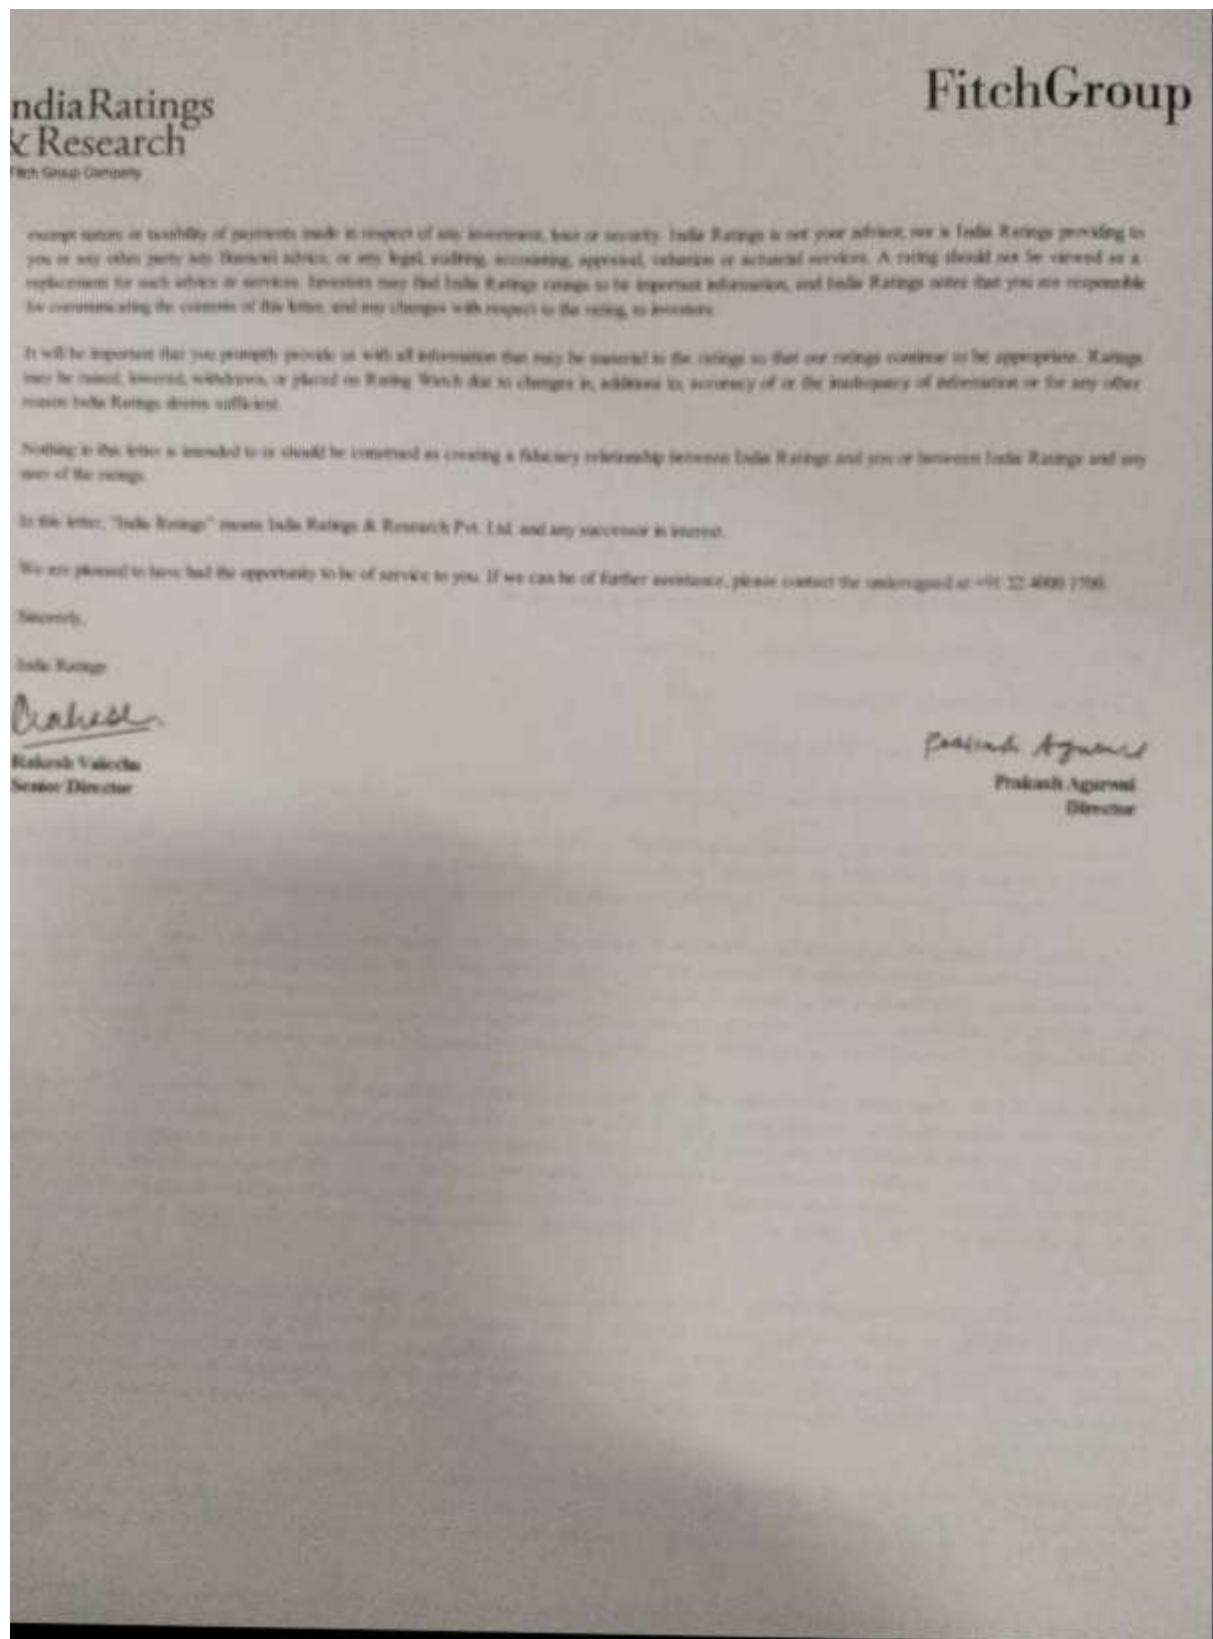 ndiaRatings
& Research
Fitch Group Company
FitchGroup
exempt nature or taxability of payments made in respect of any investment, loan or security. India Ratings is not your advisor, nor is India Ratings providing to
you or any other party any financial advice, or any legal, auditing, accounting, appraisal, valuation or actuarial services. A rating should not be viewed as a
replacement for such advice or services. Investors may find India Ratings ratings to be important information, and India Ratings notes that you are responsible
for communicating the contents of this letter, and any changes with respect to the rating, to investors.
It will be important that you promptly provide us with all information that may be material to the ratings so that our ratings continue to be appropriate. Ratings
may be raised, lowered, withdrawn, or placed on Rating Watch due to changes in, additions to, accuracy of or the inadequacy of information or for any other
reason India Ratings deems sufficient.
Nothing in this letter is intended to or should be construed as creating a fiduciary relationship between India Ratings and you or between India Ratings and any
user of the ratings.
In this letter, "India Ratings" means India Ratings & Research Pvt. Ltd. and any successor in interest.
We are pleased to have had the opportunity to be of service to you. If we can be of further assistance, please contact the undersigned at +91 22 4000 1700.
Sincerely,
India Ratings
Rakesh Valecha
Senior Director
Prakash Agarwal
Prakash Agarwal
Director